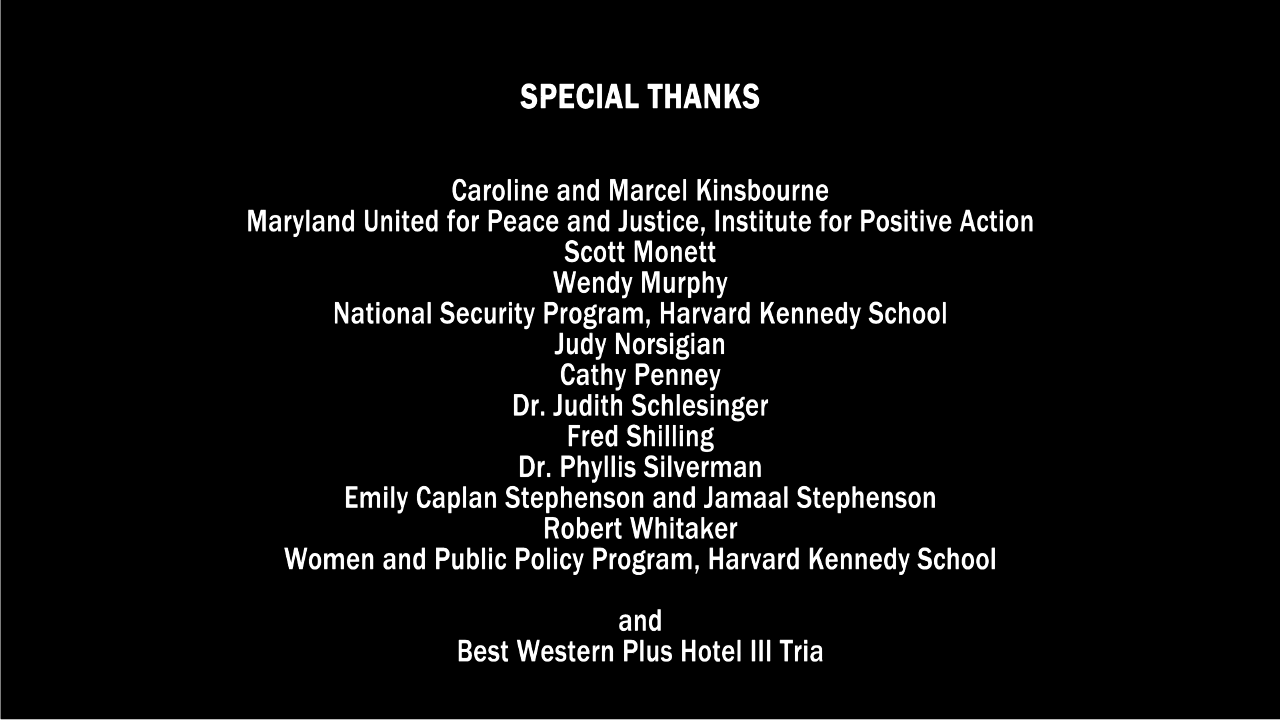 SPECIAL THANKS
Caroline and Marcel Kinsbourne
Maryland United for Peace and Justice, Institute for Positive Action
Scott Monett
Wendy Murphy
National Security Program, Harvard Kennedy School
Judy Norsigian
Cathy Penney
Dr. Judith Schlesinger
Fred Shilling
Dr. Phyllis Silverman
Emily Caplan Stephenson and Jamaal Stephenson
Robert Whitaker
Women and Public Policy Program, Harvard Kennedy School
and
Best Western Plus Hotel III Tria